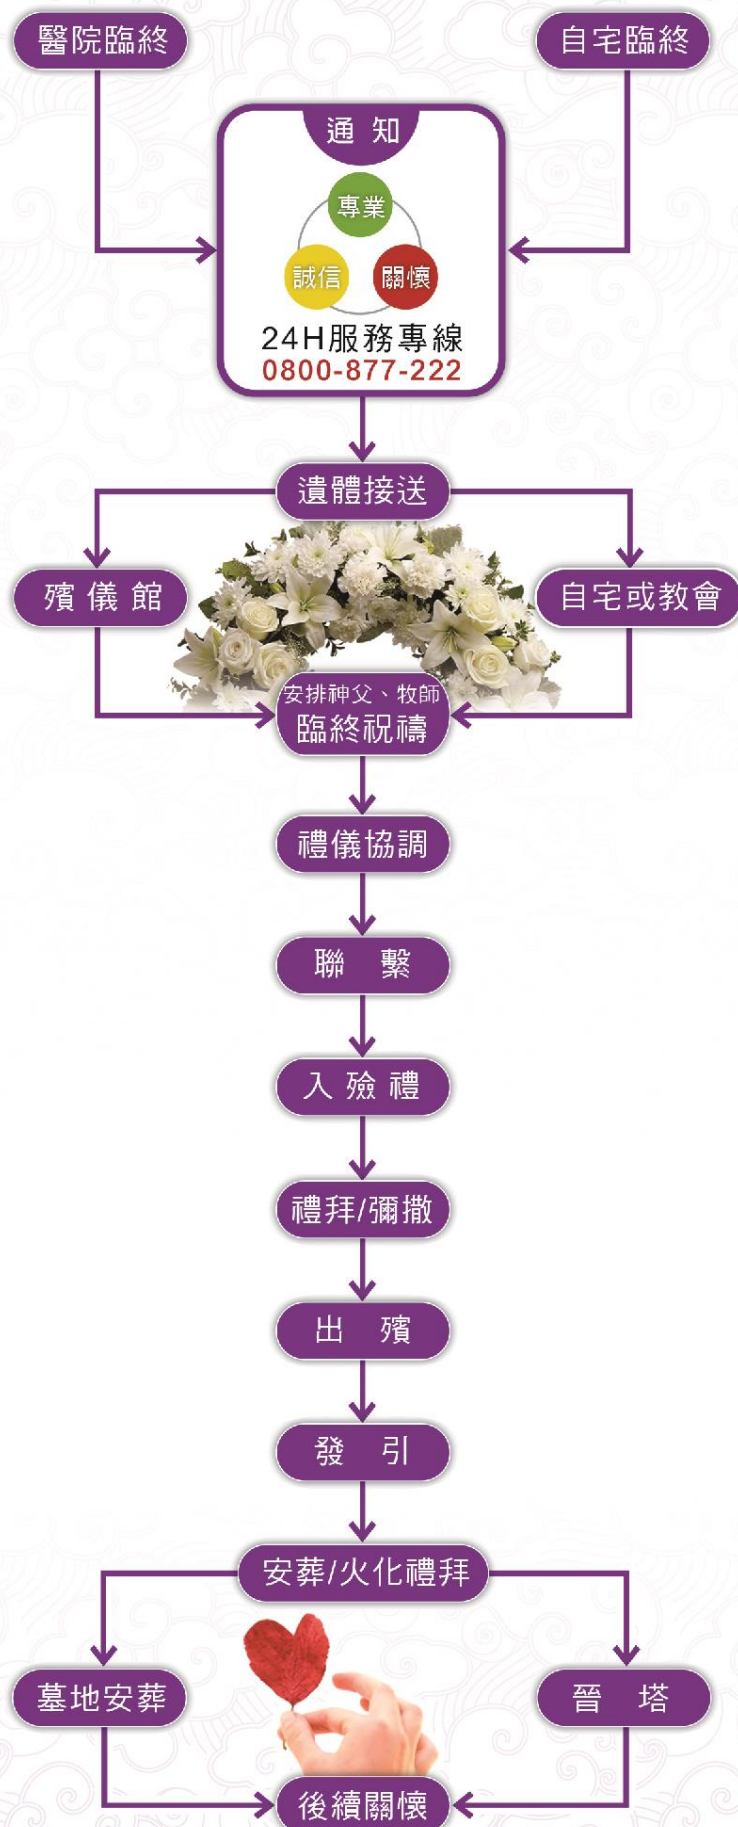 醫院臨終
自宅臨終
通知
專業
誠信
關懷
24H服務專線
0800-877-222
遺體接送
殯儀館
自宅或教會
安排神父、牧師
臨終祝禱
禮儀協調
聯繫
入殮禮
禮拜/彌撒
出殯
發引
安葬/火化禮拜
墓地安葬
晉塔
後續關懷